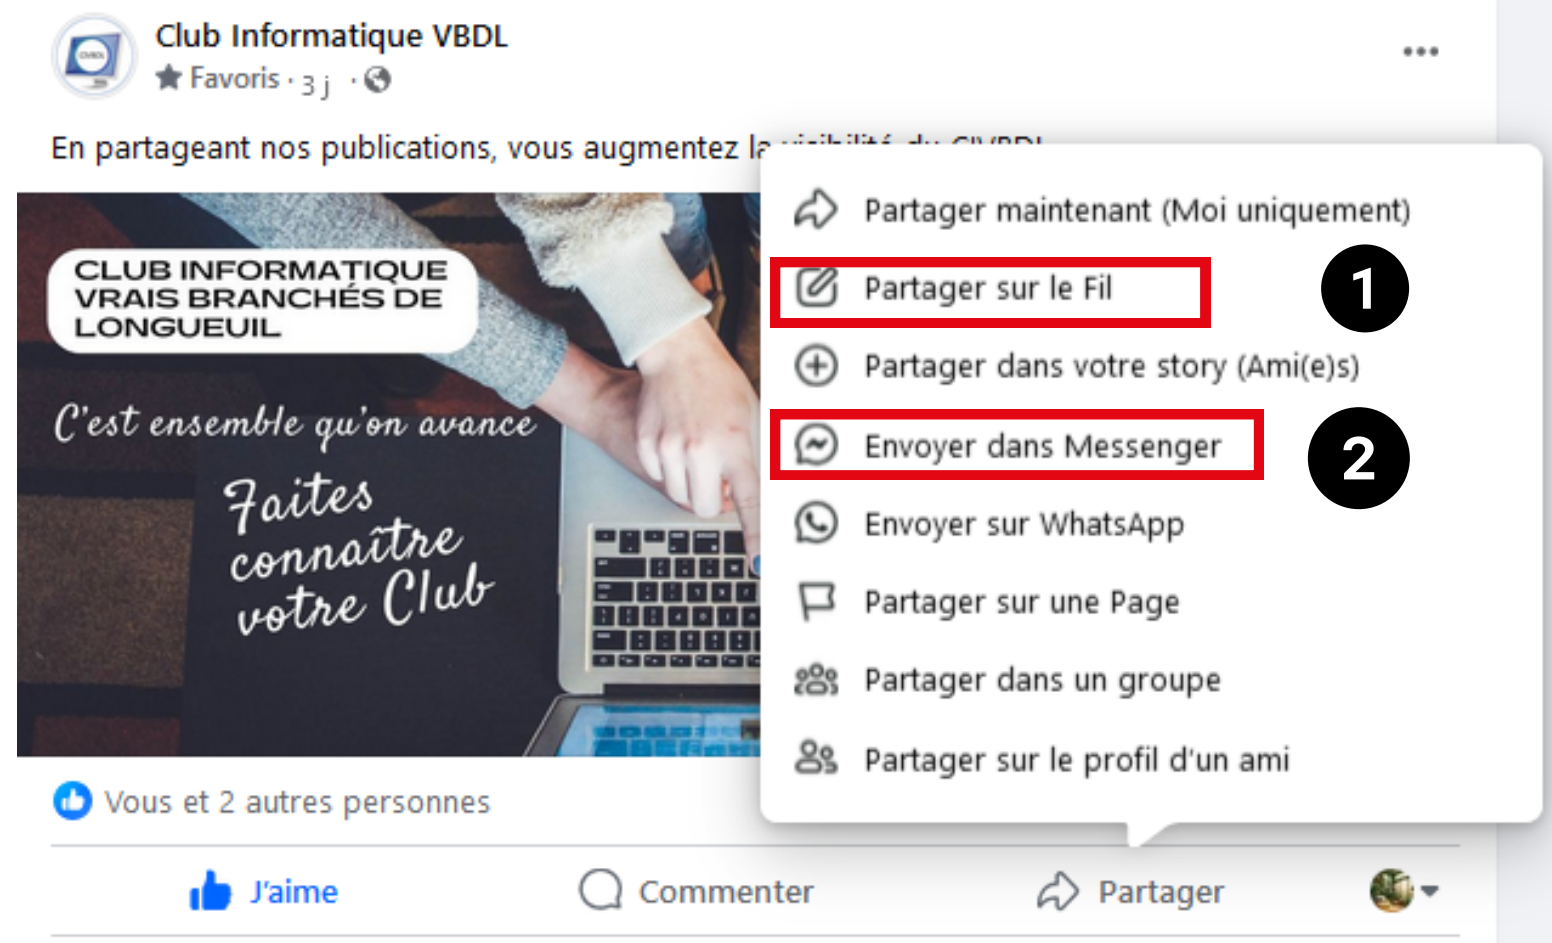 Club Informatique VBDL
Favoris · 3 j ·
En partageant nos publications, vous augmentez la visibilité du CIVBDL
CLUB INFORMATIQUE
VRAIS BRANCHÉS DE
LONGUEUIL
C'est ensemble qu'on avance
Faites
connaître
votre Club
Partager maintenant (Moi uniquement)
Partager sur le Fil
1
Partager dans votre story (Ami(e)s)
Envoyer dans Messenger
2
Envoyer sur WhatsApp
Partager sur une Page
Partager dans un groupe
Partager sur le profil d'un ami
Vous et 2 autres personnes
J'aime
Commenter
Partager